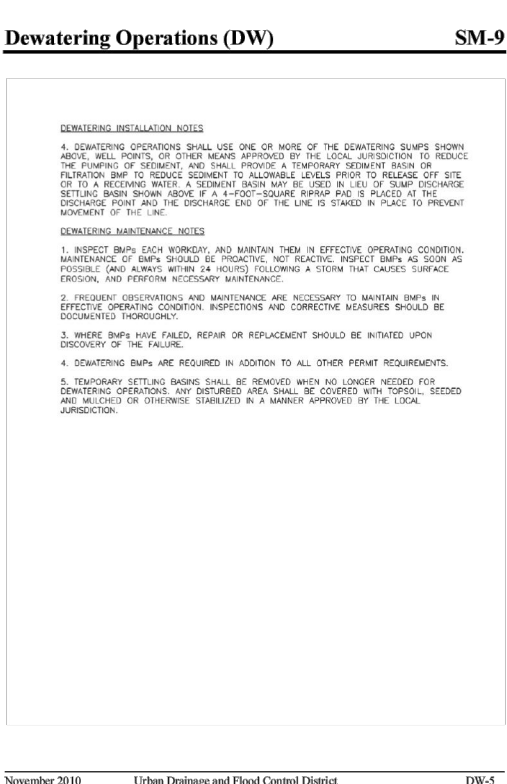 Dewatering Operations (DW) SM-9
DEWATERING INSTALLATION NOTES
4. DEWATERING OPERATIONS SHALL USE ONE OR MORE OF THE DEWATERING SUMPS SHOWN
ABOVE, WELL POINTS, OR OTHER MEANS APPROVED BY THE LOCAL JURISDICTION TO REDUCE
THE PUMPING OF SEDIMENT, AND SHALL PROVIDE A TEMPORARY SEDIMENT BASIN OR
FILTRATION BMP TO REDUCE SEDIMENT TO ALLOWABLE LEVELS PRIOR TO RELEASE OFF SITE
OR TO A RECEIVING WATER. A SEDIMENT BASIN MAY BE USED IN LIEU OF SUMP DISCHARGE
SETTLING BASIN SHOWN ABOVE IF A 4-FOOT-SQUARE RIPRAP PAD IS PLACED AT THE
DISCHARGE POINT AND THE DISCHARGE END OF THE LINE IS STAKED IN PLACE TO PREVENT
MOVEMENT OF THE LINE.
DEWATERING MAINTENANCE NOTES
1. INSPECT BMPs EACH WORKDAY, AND MAINTAIN THEM IN EFFECTIVE OPERATING CONDITION.
MAINTENANCE OF BMPs SHOULD BE PROACTIVE, NOT REACTIVE. INSPECT BMPs AS SOON AS
POSSIBLE (AND ALWAYS WITHIN 24 HOURS) FOLLOWING A STORM THAT CAUSES SURFACE
EROSION, AND PERFORM NECESSARY MAINTENANCE.
2. FREQUENT OBSERVATIONS AND MAINTENANCE ARE NECESSARY TO MAINTAIN BMPs IN
EFFECTIVE OPERATING CONDITION. INSPECTIONS AND CORRECTIVE MEASURES SHOULD BE
DOCUMENTED THOROUGHLY.
3. WHERE BMPs HAVE FAILED, REPAIR OR REPLACEMENT SHOULD BE INITIATED UPON
DISCOVERY OF THE FAILURE.
4. DEWATERING BMPs ARE REQUIRED IN ADDITION TO ALL OTHER PERMIT REQUIREMENTS.
5. TEMPORARY SETTLING BASINS SHALL BE REMOVED WHEN NO LONGER NEEDED FOR
DEWATERING OPERATIONS. ANY DISTURBED AREA SHALL BE COVERED WITH TOPSOIL, SEEDED
AND MULCHED OR OTHERWISE STABILIZED IN A MANNER APPROVED BY THE LOCAL
JURISDICTION.
November 2010 Urban Drainage and Flood Control District DW-5